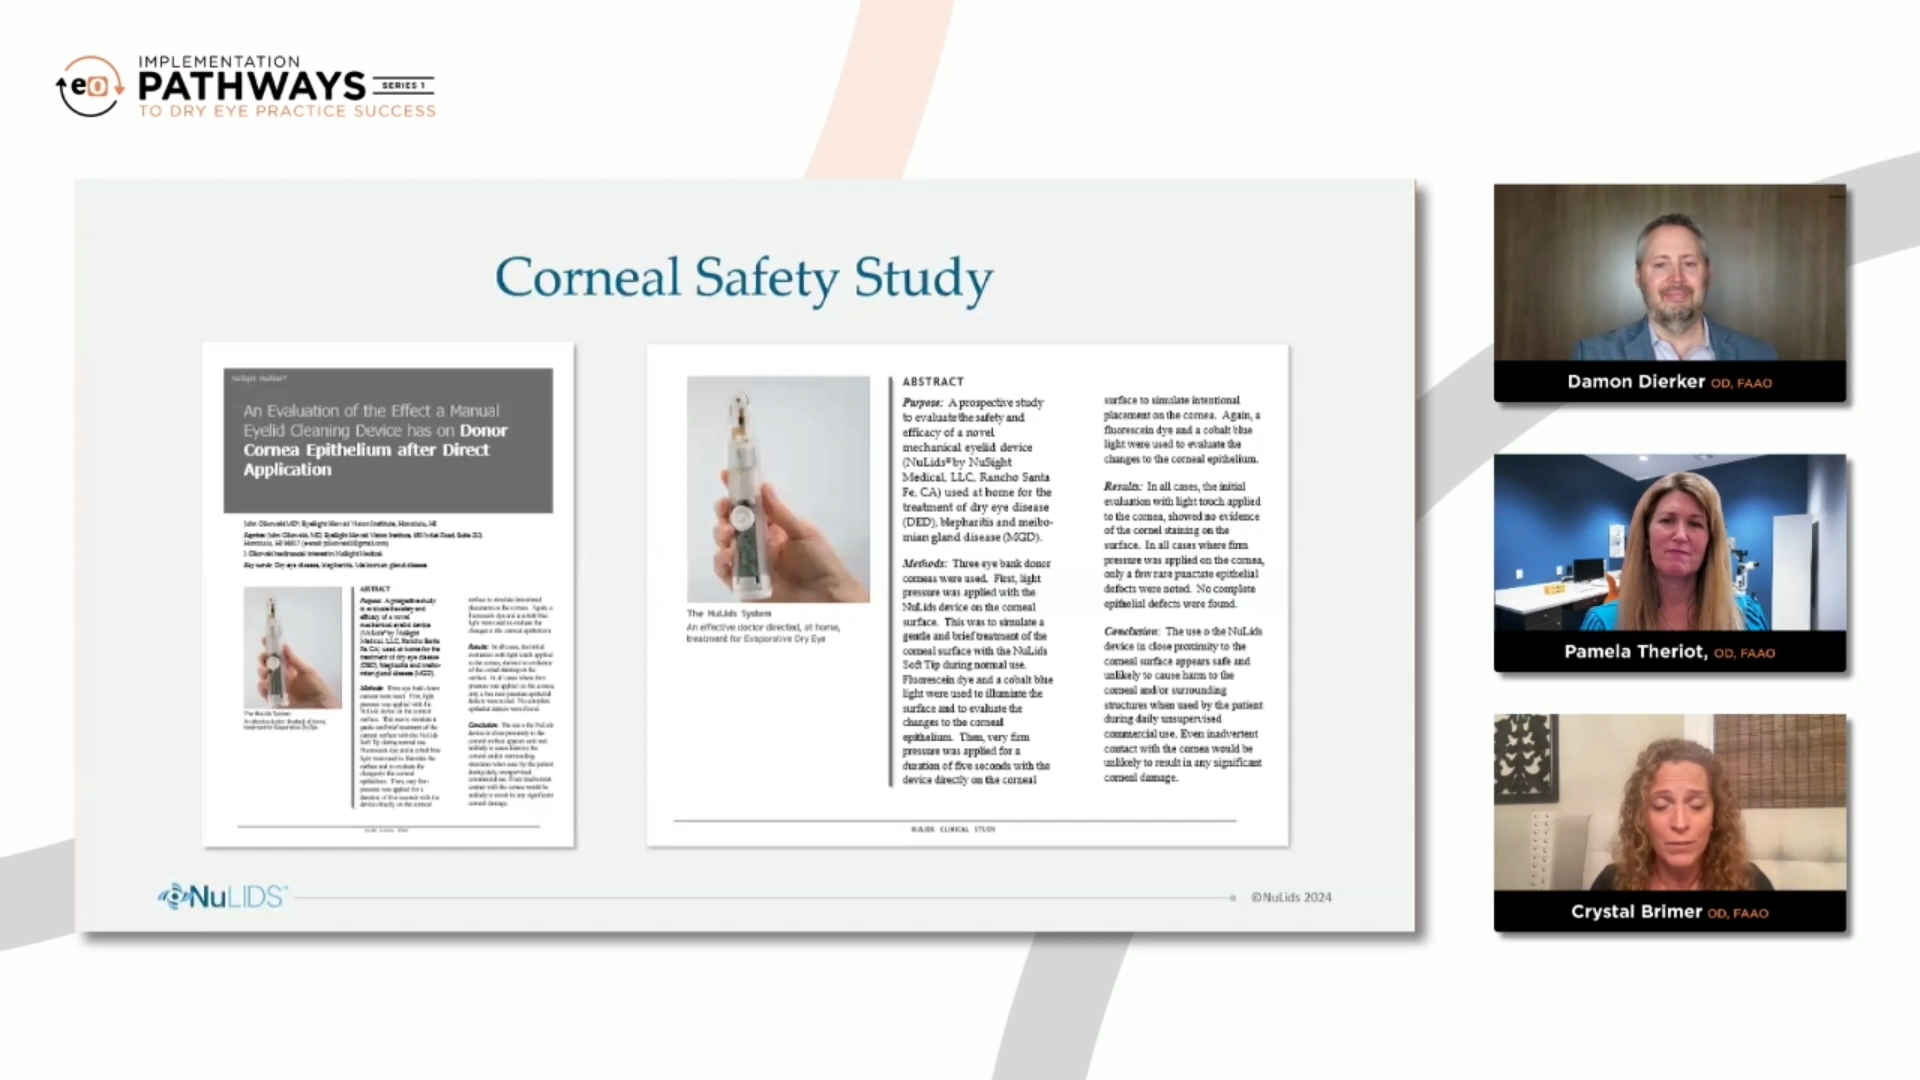 eo
IMPLEMENTATION
PATHWAYS
SERIES 1
TO DRY EYE PRACTICE SUCCESS
Corneal Safety Study
An Evaluation of the Effect a Manual
Eyelid Cleaning Device has on Donor
Cornea Epithelium after Direct
Application
ABSTRACT
The NuLids System
An effective doctor directed, at home,
treatment for Evaporative Dry Eye
ABSTRACT
Purpose: A prospective study
to evaluate the safety and
efficacy of a novel
mechanical eyelid device
(NuLids® by NuSight
Medical, LLC, Rancho Santa
Fe, CA) used at home for the
treatment of dry eye disease
(DED), blepharitis and meibo-
mian gland disease (MGD).
Methods: Three eye bank donor
corneas were used. First, light
pressure was applied with the
NuLids device on the corneal
surface. This was to simulate a
gentle and brief treatment of the
corneal surface with the NuLids
Soft Tip during normal use.
Fluorescein dye and a cobalt blue
light were used to illuminate the
surface and to evaluate the
changes to the corneal
epithelium. Then, very firm
pressure was applied for a
duration of five seconds with the
device directly on the corneal
surface to simulate intentional
placement on the cornea. Again, a
fluorescein dye and a cobalt blue
light were used to evaluate the
changes to the corneal epithelium.
Results: In all cases, the initial
evaluation with light touch applied
to the cornea, showed no evidence
of the cornel staining on the
surface. In all cases where firm
pressure was applied on the cornea,
only a few rare punctate epithelial
defects were noted. No complete
epithelial defects were found.
Conclusion: The use o the NuLids
device in close proximity to the
corneal surface appears safe and
unlikely to cause harm to the
corneal and/or surrounding
structures when used by the patient
during daily unsupervised
commercial use. Even inadvertent
contact with the cornea would be
unlikely to result in any significant
corneal damage.
NULIDS CLINICAL STUDY
NuLIDS™
©NuLids 2024
Damon Dierker OD, FAAO
Pamela Theriot, OD, FAAO
Crystal Brimer OD, FAAO